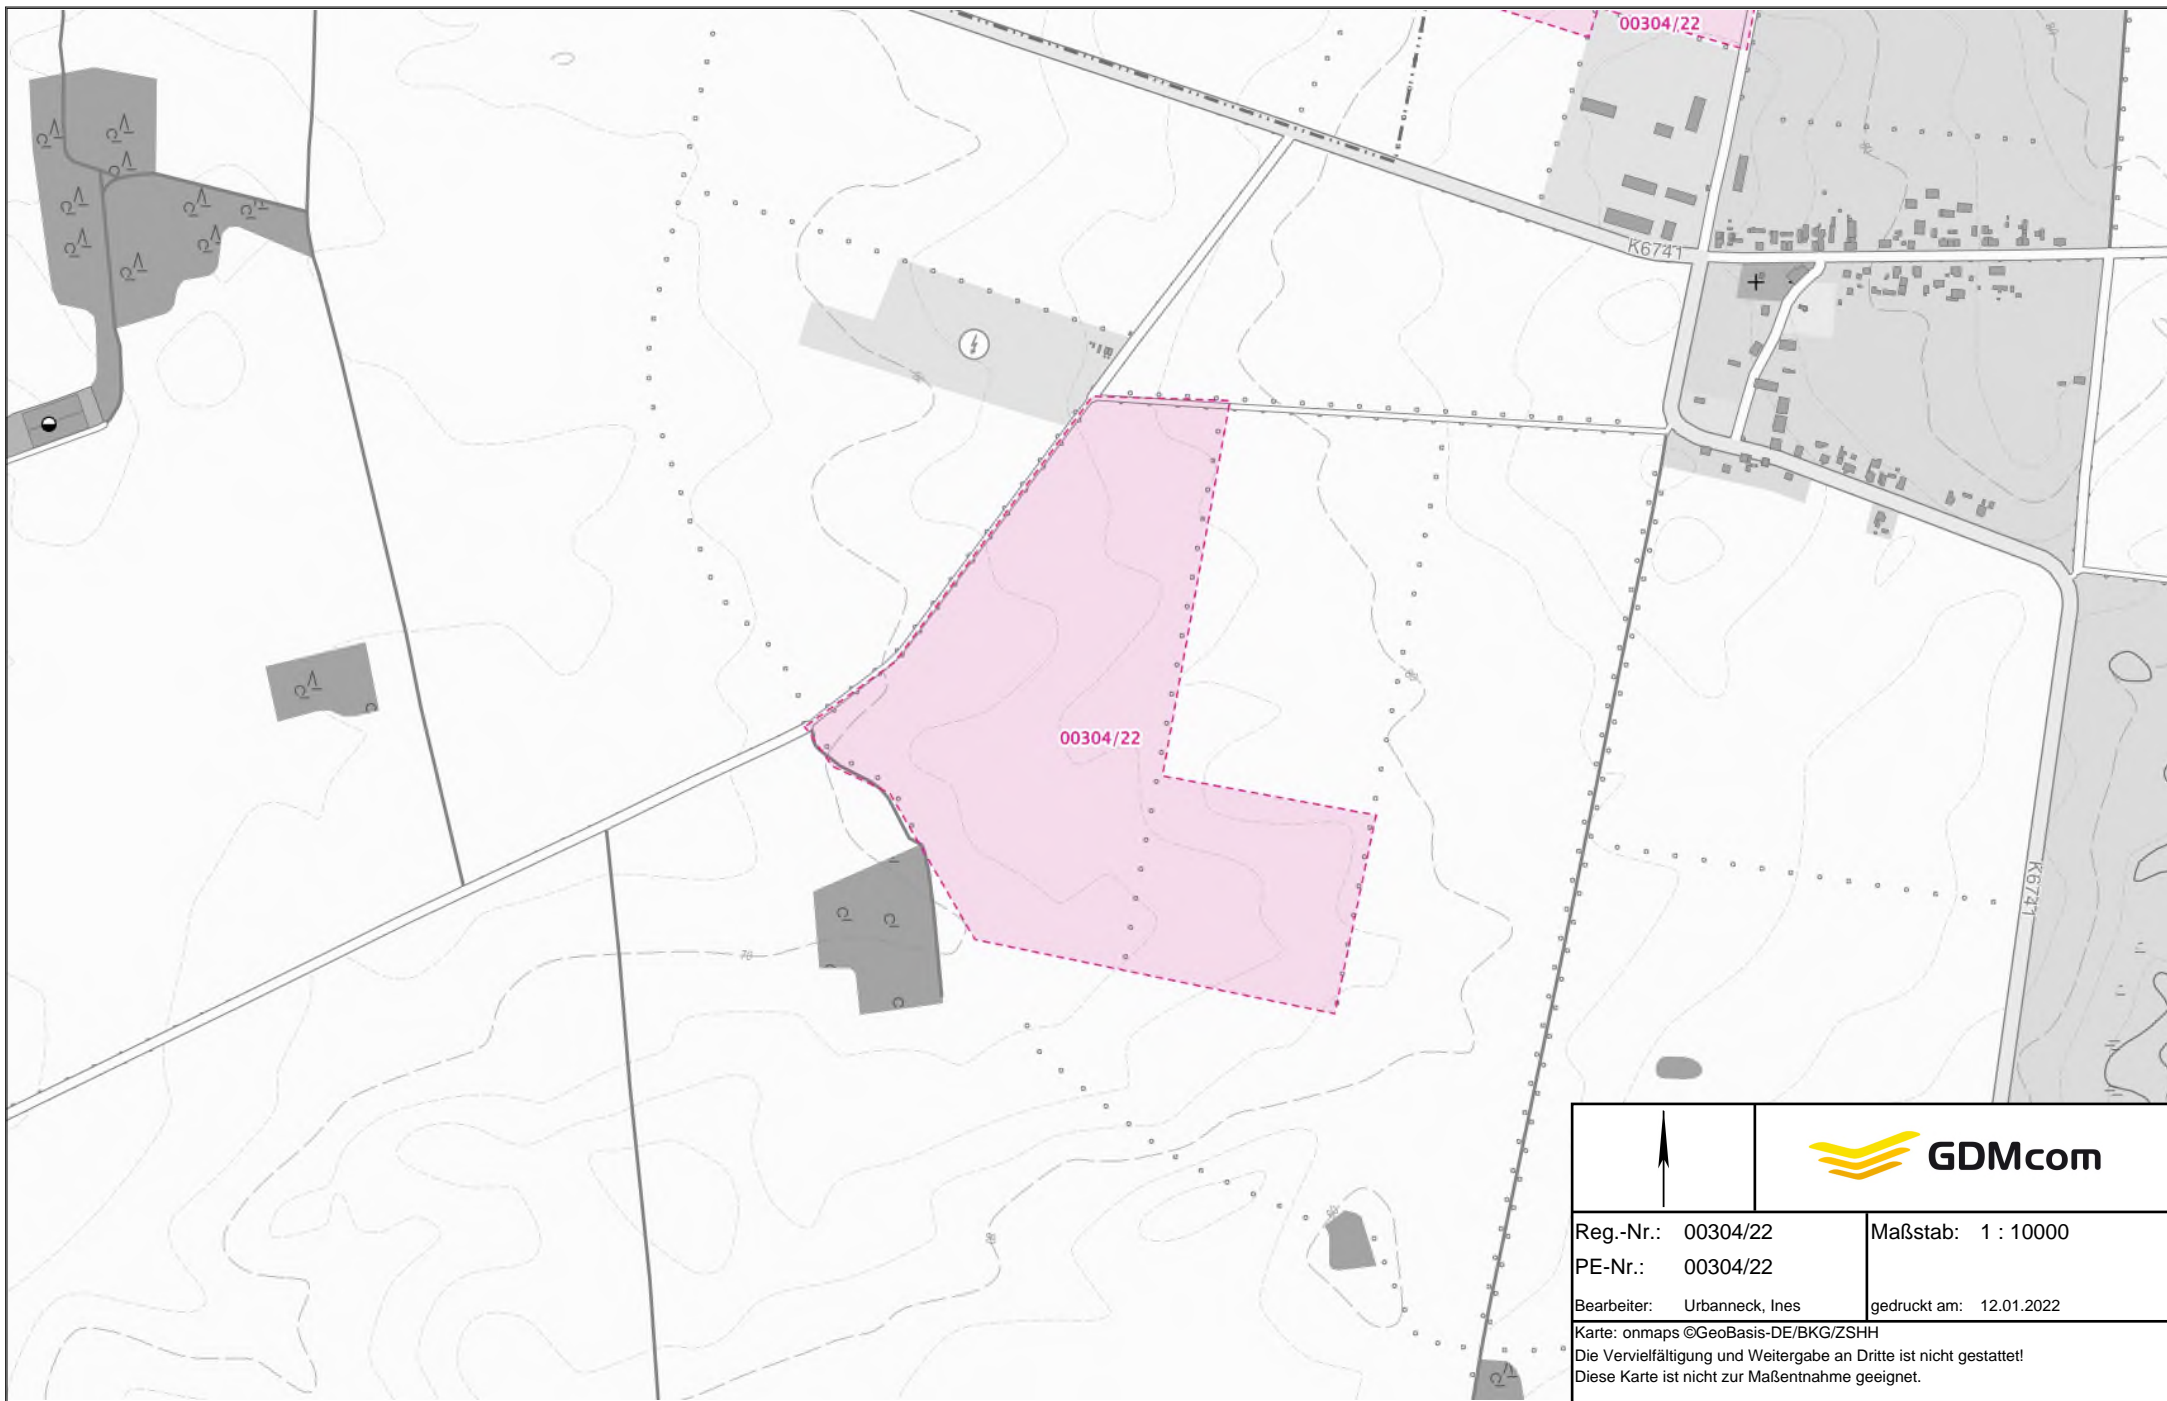 00304/22
K6741
00304/22
K6741
70
80
GDMcom
Reg.-Nr.: 00304/22
Maßstab: 1 : 10000
PE-Nr.: 00304/22
Bearbeiter: Urbanneck, Ines
gedruckt am: 12.01.2022
Karte: onmaps ©GeoBasis-DE/BKG/ZSHH
Die Vervielfältigung und Weitergabe an Dritte ist nicht gestattet!
Diese Karte ist nicht zur Maßentnahme geeignet.